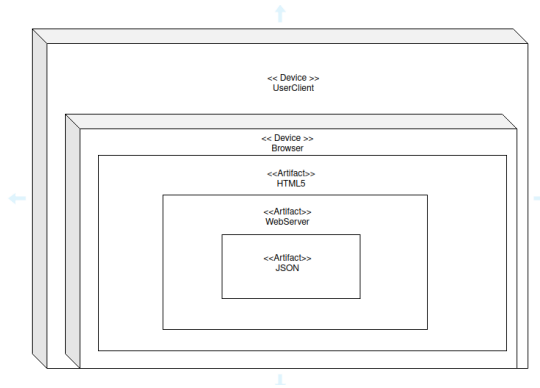 << Device >>
UserClient
<< Device >>
Browser
<<Artifact>>
HTML5
<<Artifact>>
WebServer
<<Artifact>>
JSON